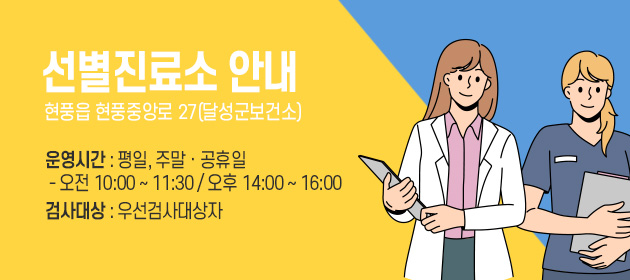 선별진료소 안내
현풍읍 현풍중앙로 27(달성군보건소)
운영시간 : 평일, 주말 · 공휴일
- 오전 10:00 ~ 11:30 / 오후 14:00 ~ 16:00
검사대상 : 우선검사대상자